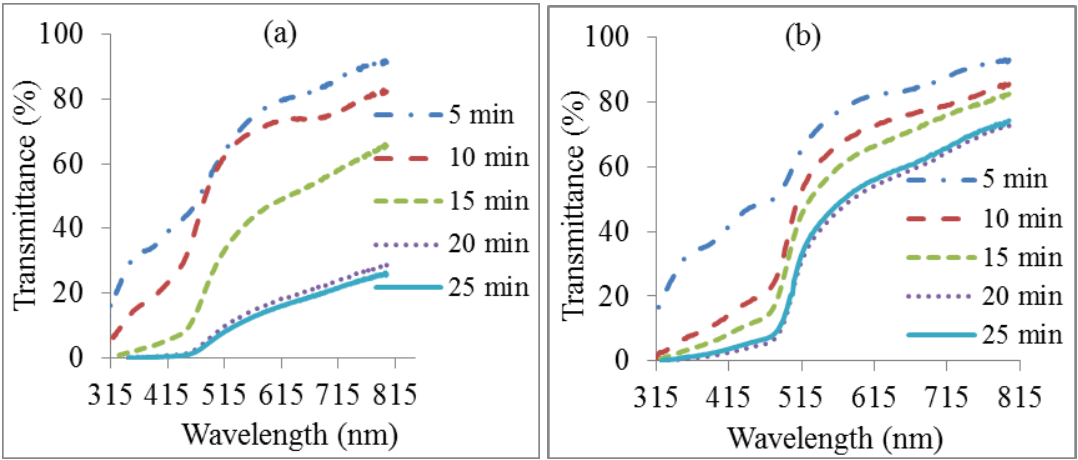 (a)
Transmittance (%)
100
80
60
40
20
0
5 min
10 min
15 min
20 min
25 min
315 415 515 615 715 815
Wavelength (nm)
(b)
Transmittance (%)
100
80
60
40
20
0
5 min
10 min
15 min
20 min
25 min
315 415 515 615 715 815
Wavelength (nm)